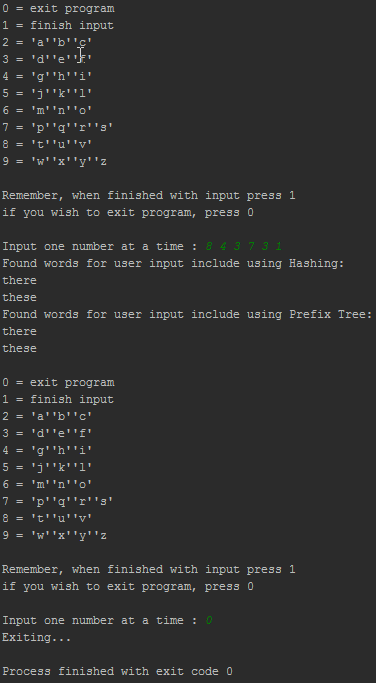 0 = exit program
1 = finish input
2 = 'a''b''c'
3 = 'd''e''f'
4 = 'g''h''i'
5 = 'j''k''l'
6 = 'm''n''o'
7 = 'p''q''r''s'
8 = 't''u''v'
9 = 'w''x''y''z
Remember, when finished with input press 1
if you wish to exit program, press 0
Input one number at a time : 8 4 3 7 3 1
Found words for user input include using Hashing:
there
these
Found words for user input include using Prefix Tree:
there
these
0 = exit program
1 = finish input
2 = 'a''b''c'
3 = 'd''e''f'
4 = 'g''h''i'
5 = 'j''k''l'
6 = 'm''n''o'
7 = 'p''q''r''s'
8 = 't''u''v'
9 = 'w''x''y''z
Remember, when finished with input press 1
if you wish to exit program, press 0
Input one number at a time : 0
Exiting...
Process finished with exit code 0